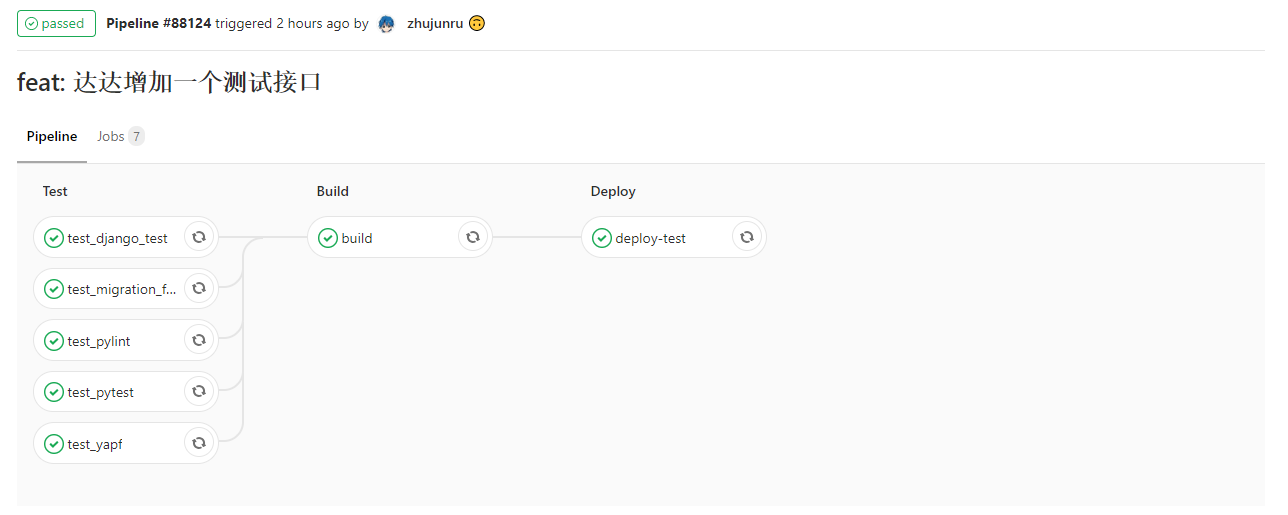 passed Pipeline #88124 triggered 2 hours ago by zhujunru
feat: 达达增加一个测试接口
Pipeline Jobs 7
Test Build Deploy
test_django_test build deploy-test
test_migration_f...
test_pylint
test_pytest
test_yapf